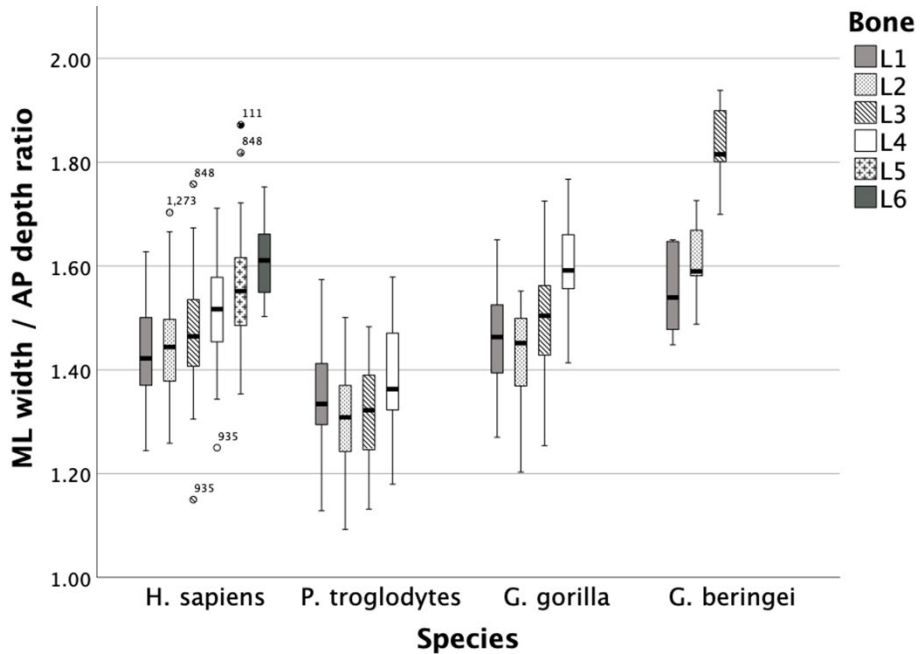 Bone
L1
L2
L3
L4
L5
L6
ML width / AP depth ratio
2.00
1.80
1.60
1.40
1.20
1.00
111
848
848
1,273
935
935
H. sapiens P. troglodytes G. gorilla G. beringei
Species